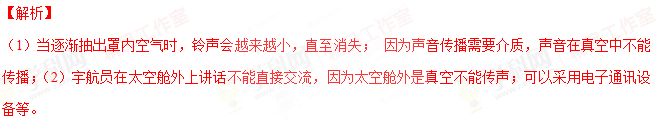 【解析】
（1）当逐渐抽出罩内空气时，铃声会越来越小，直至消失； 因为声音传播需要介质，声音在真空中不能
传播；（2）宇航员在太空舱外上讲话不能直接交流，因为太空舱外是真空不能传声；可以采用电子通讯设
备等。